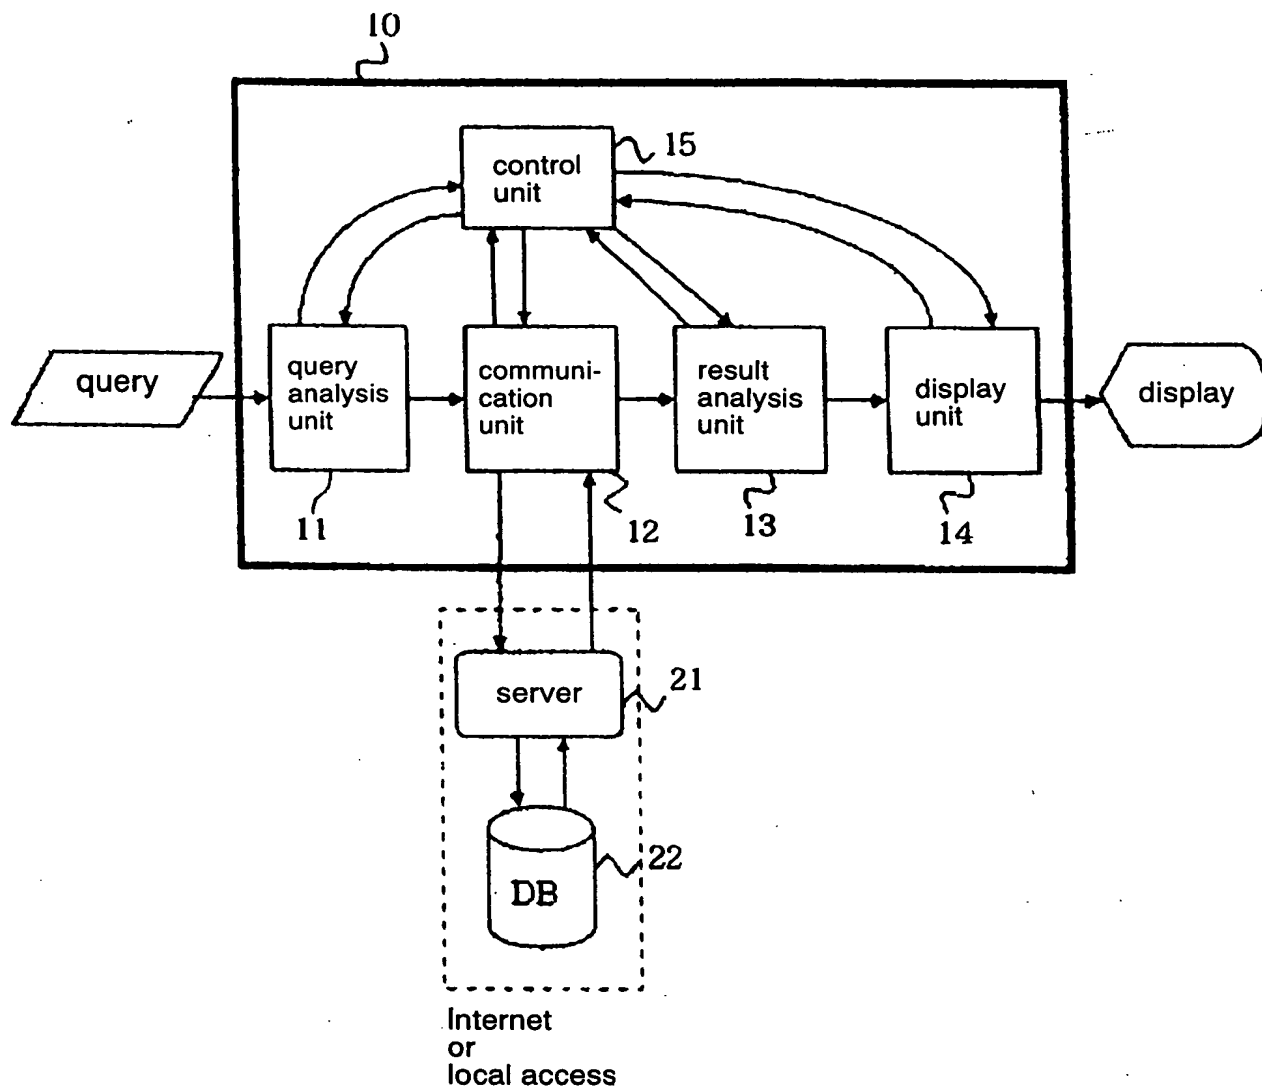 10
15
control
unit
query
query
analysis
unit
communi-
cation
unit
result
analysis
unit
display
unit
display
11
12
13
14
server
21
DB
22
Internet
or
local access